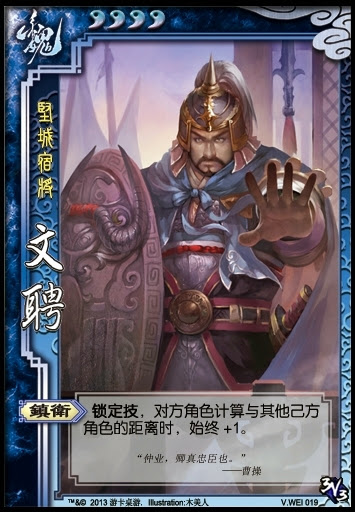 魏
堅城宿將
文聘
鎮衛
锁定技，对方角色计算与其他己方
角色的距离时，始终 +1。
“仲业，卿真忠臣也。”
——曹操
3v3
™&© 2013 游卡桌游. Illustration:木美人
V.WEI 019